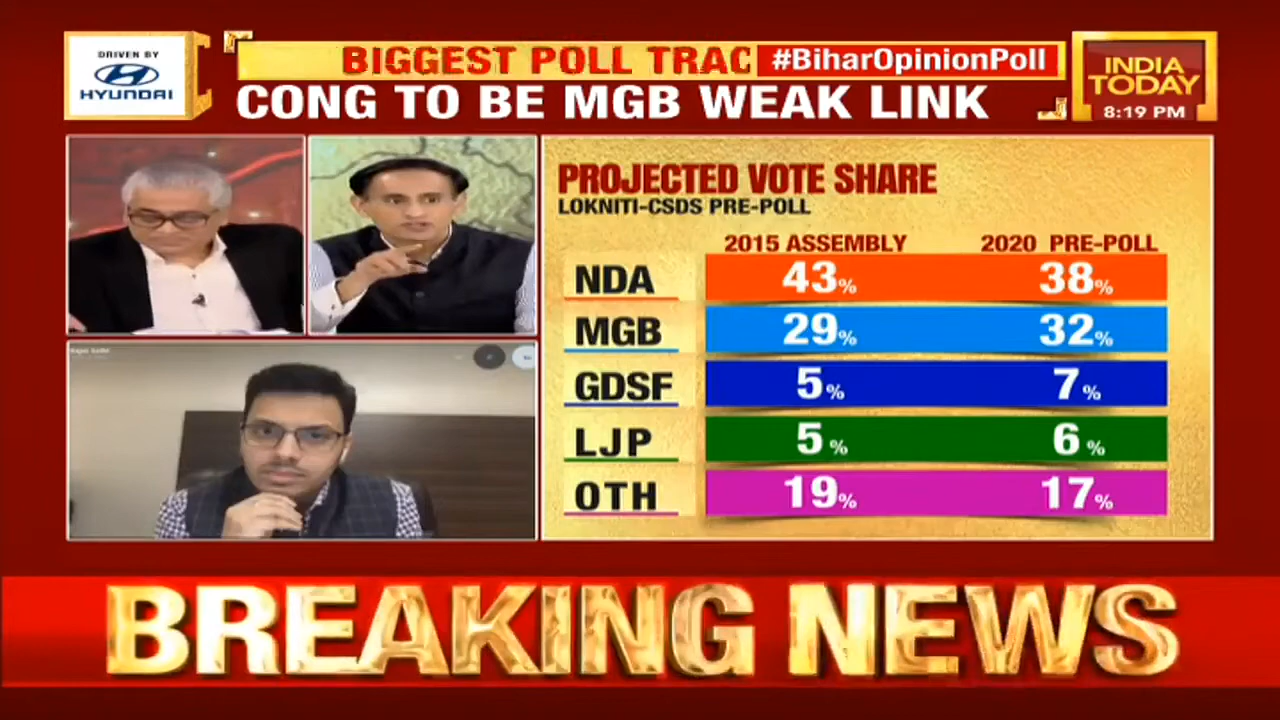 DRIVEN BY
HYUNDAI
BIGGEST POLL TRAC
#BiharOpinionPoll
CONG TO BE MGB WEAK LINK
INDIA
TODAY
8:19 PM
PROJECTED VOTE SHARE
LOKNITI-CSDS PRE-POLL
2015 ASSEMBLY 2020 PRE-POLL
NDA 43% 38%
MGB 29% 32%
GDSF 5% 7%
LJP 5% 6%
OTH 19% 17%
BREAKING NEWS